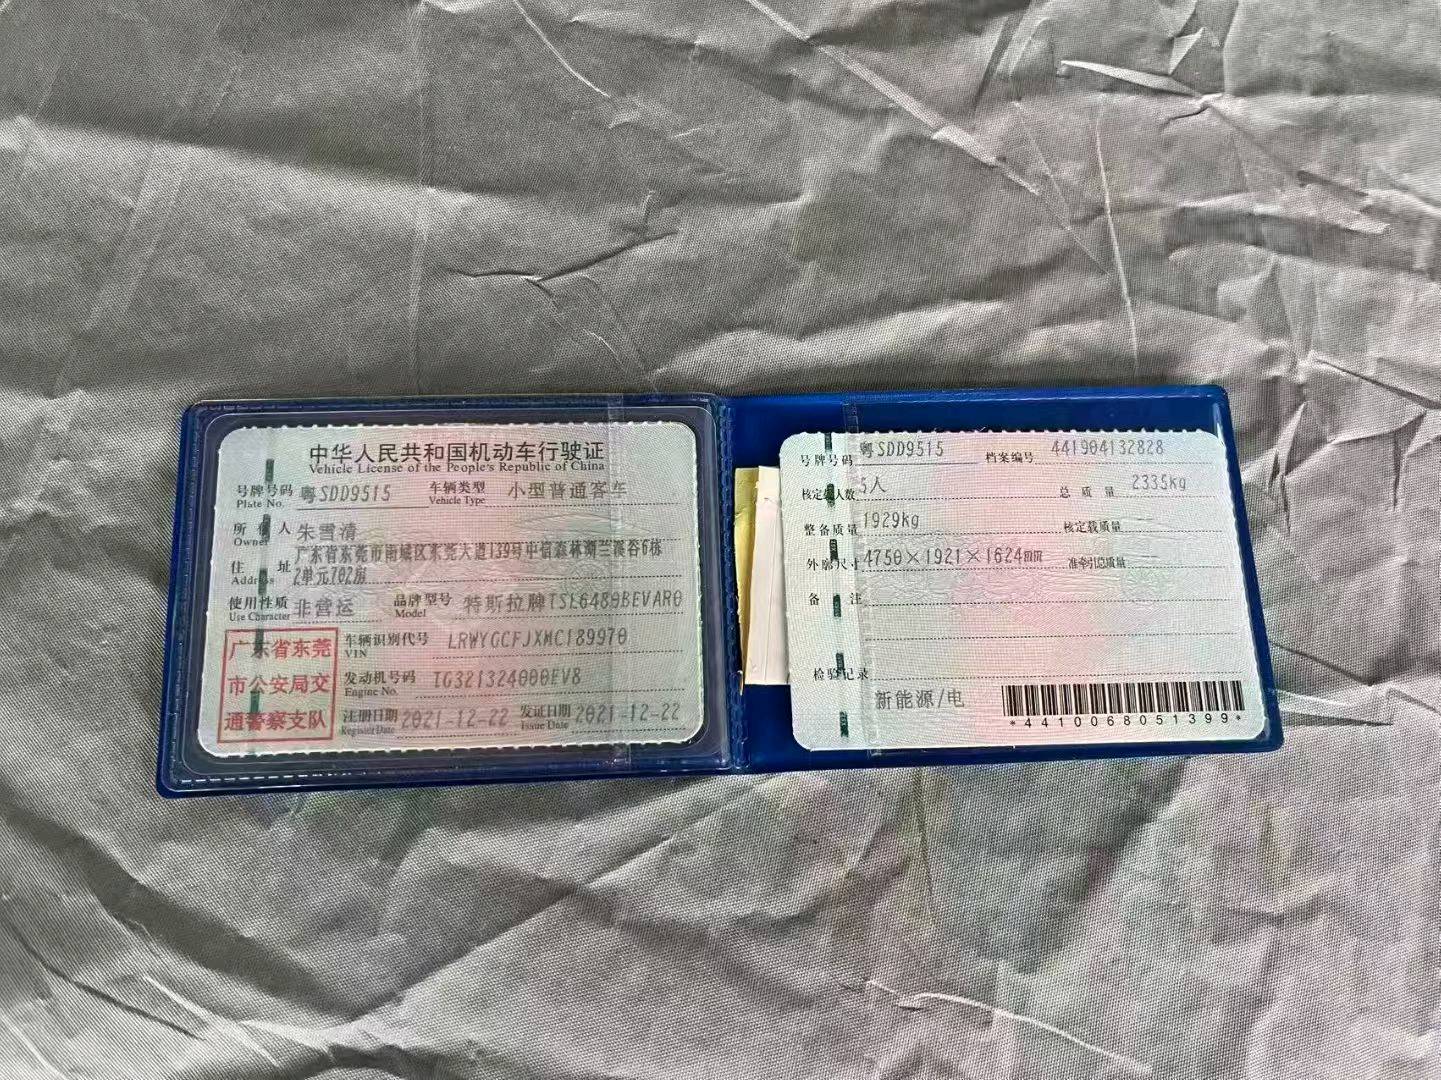 中华人民共和国机动车行驶证
Vehicle License of the People's Republic of China
号牌号码 粤SDD9515 车辆类型 小型普通客车
Plate No. Vehicle Type
所有人 朱雪清
Owner
住址 广东省东莞市南城区东莞大道139号中信森林湖兰溪谷6栋
Address 2单元702房
使用性质 非营运 品牌型号 特斯拉牌TSL6480BEVAR0
Use Character Model
广东省东莞
市公安局交
通警察支队
车辆识别代号 LRWYGCFJXMC189970
VIN
发动机号码 TG321324000EV8
Engine No.
注册日期 2021-12-22 发证日期 2021-12-22
Register Date Issue Date
号牌号码 粤SDD9515 档案编号 441904132828
核定载人数 5人 总质量 2335kg
整备质量 1929kg 核定载质量
外廓尺寸 4750×1921×1624mm 准牵引总质量
备注
检验记录
新能源/电
*4410068051399*